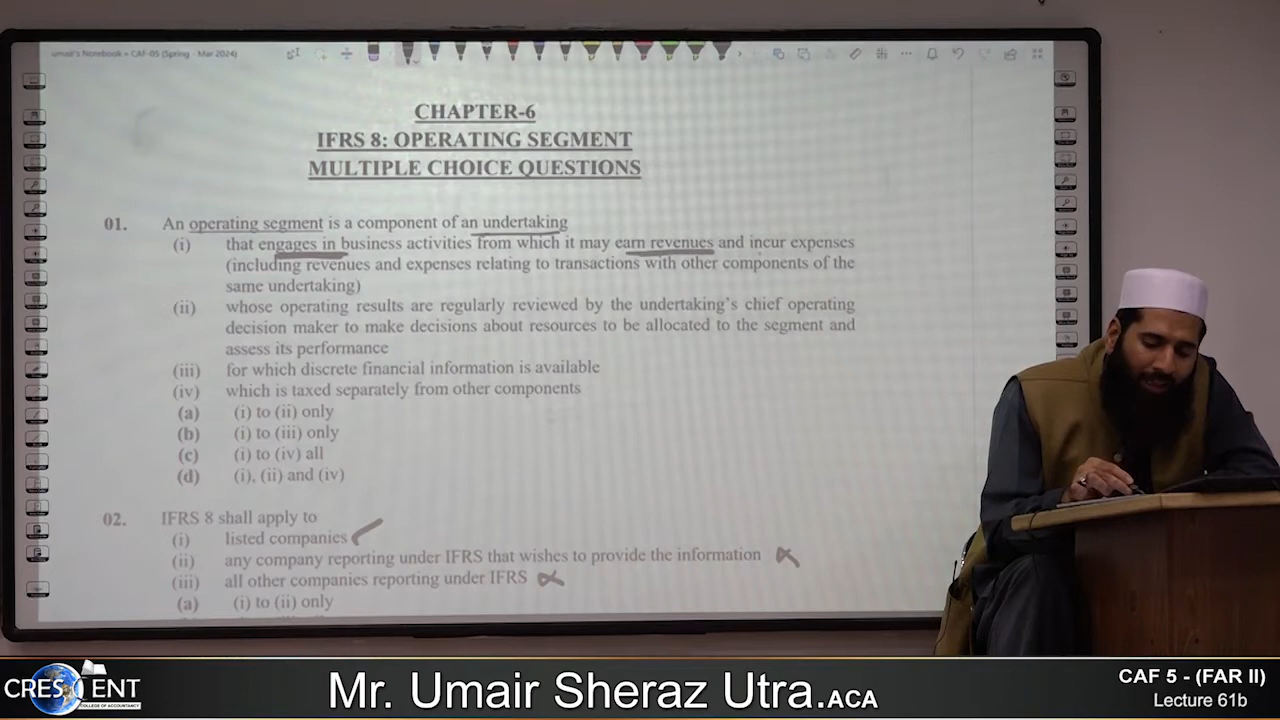 umair's Notebook » CAF-05 (Spring - Mar 2024)
CHAPTER-6
IFRS 8: OPERATING SEGMENT
MULTIPLE CHOICE QUESTIONS
01. An operating segment is a component of an undertaking
(i) that engages in business activities from which it may earn revenues and incur expenses
(including revenues and expenses relating to transactions with other components of the
same undertaking)
(ii) whose operating results are regularly reviewed by the undertaking's chief operating
decision maker to make decisions about resources to be allocated to the segment and
assess its performance
(iii) for which discrete financial information is available
(iv) which is taxed separately from other components
(a) (i) to (ii) only
(b) (i) to (iii) only
(c) (i) to (iv) all
(d) (i), (ii) and (iv)
02. IFRS 8 shall apply to
(i) listed companies
(ii) any company reporting under IFRS that wishes to provide the information
(iii) all other companies reporting under IFRS
(a) (i) to (ii) only
CRESCENT
COLLEGE OF ACCOUNTANCY
Mr. Umair Sheraz Utra.ACA
CAF 5 - (FAR II)
Lecture 61b